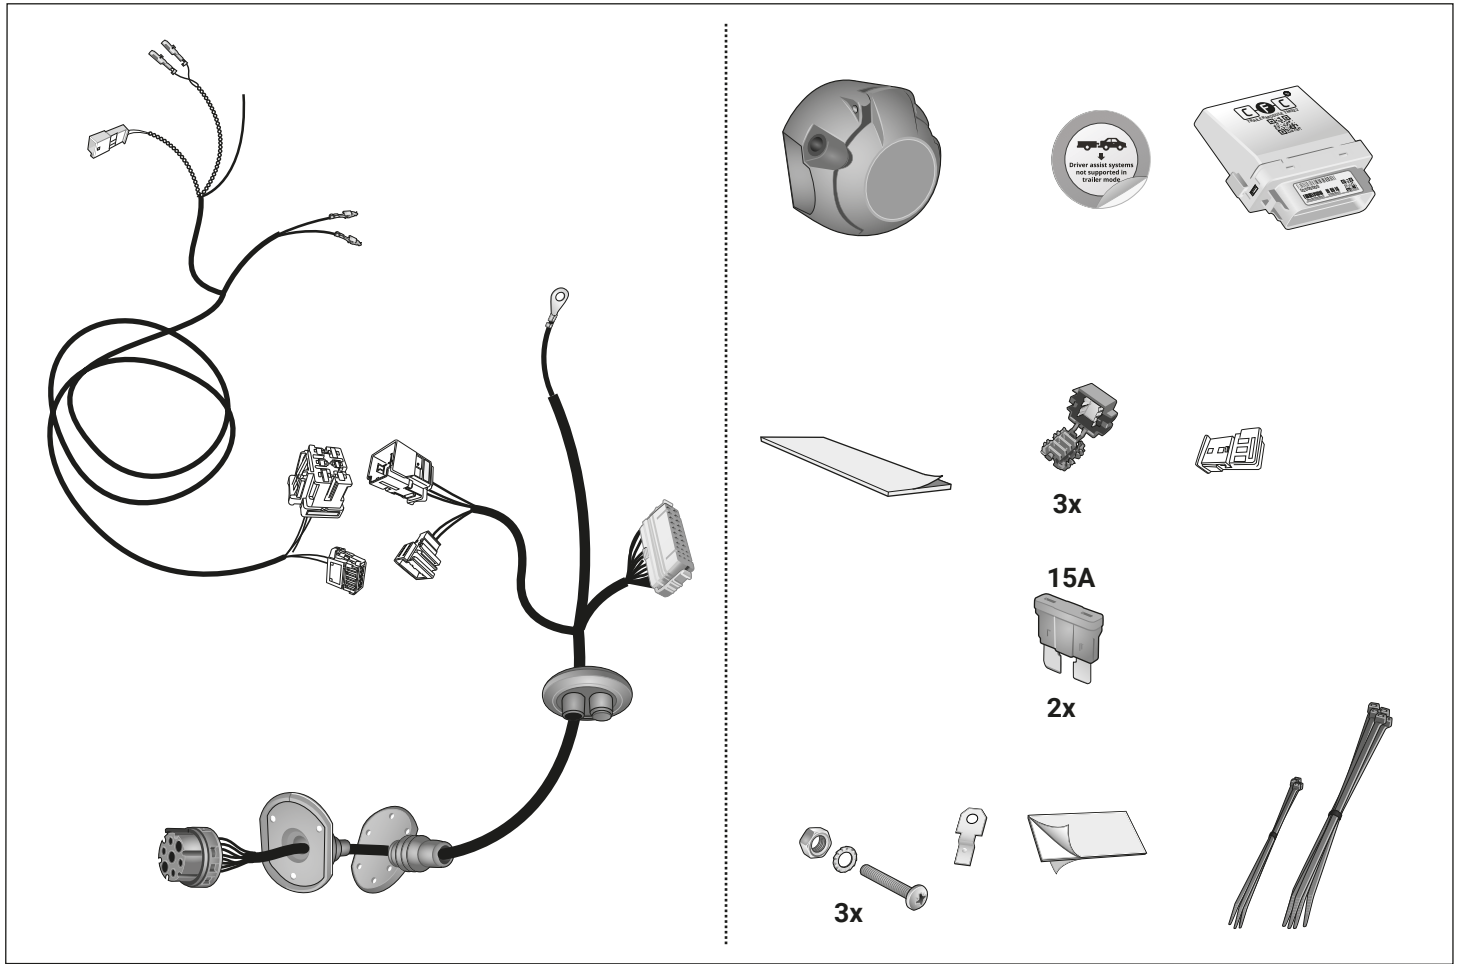 C F C
Driver assist systems
not supported in
trailer mode
3x
15A
2x
3x